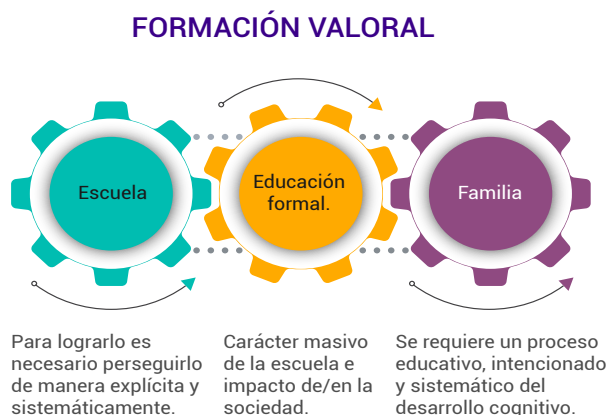 FORMACIÓN VALORAL
Escuela
Educación
formal.
Familia
Para lograrlo es
necesario perseguirlo
de manera explícita y
sistemáticamente.
Carácter masivo
de la escuela e
impacto de/en la
sociedad.
Se requiere un proceso
educativo, intencionado
y sistemático del
desarrollo cognitivo.